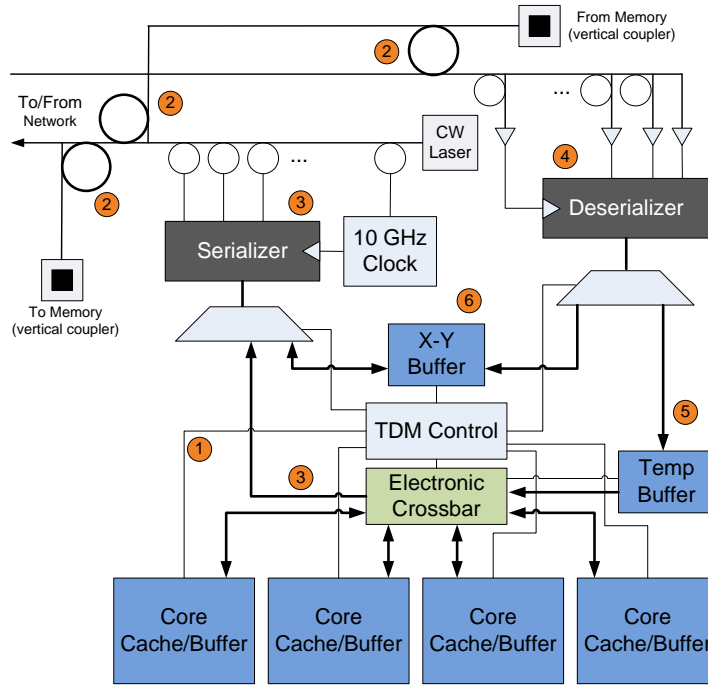 From Memory
(vertical coupler)
2
To/From
Network
2
...
CW
Laser
4
2
...
3
Serializer
10 GHz
Clock
Deserializer
To Memory
(vertical coupler)
6
X-Y
Buffer
5
1
TDM Control
3
Electronic
Crossbar
Temp
Buffer
Core
Cache/Buffer
Core
Cache/Buffer
Core
Cache/Buffer
Core
Cache/Buffer